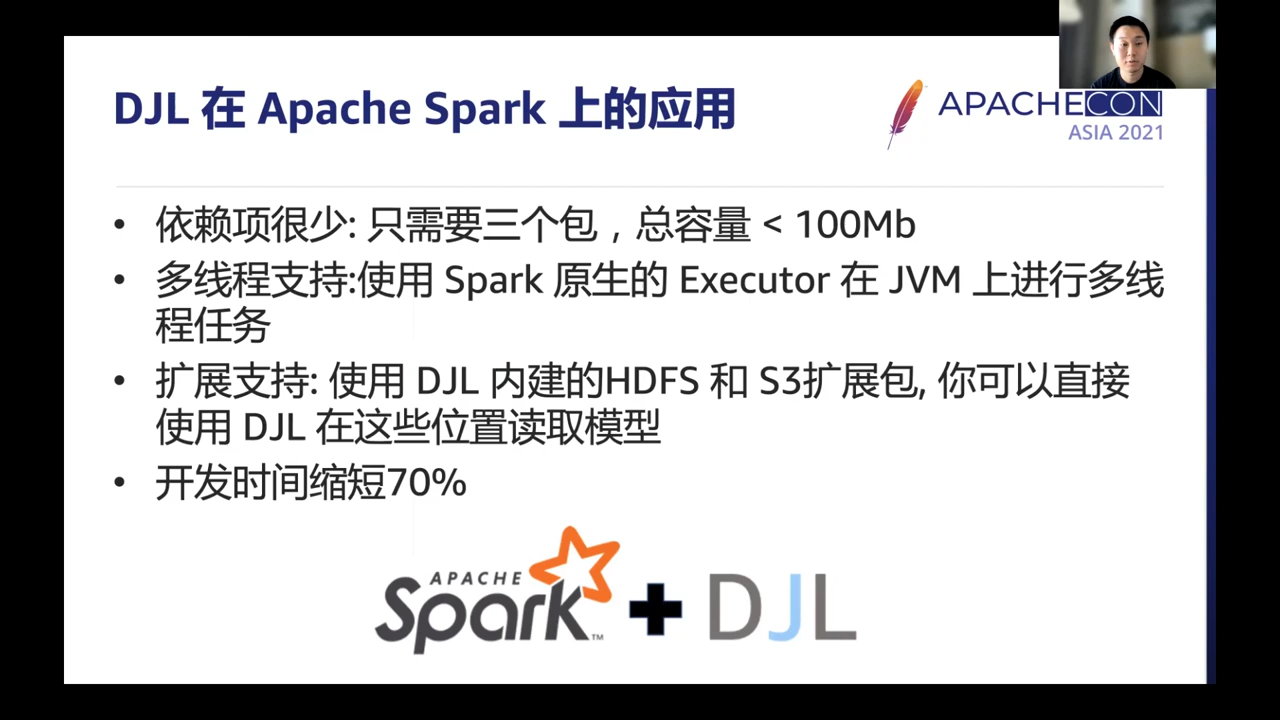 DJL 在 Apache Spark 上的应用
APACHECON
ASIA 2021
• 依赖项很少: 只需要三个包，总容量 < 100Mb
• 多线程支持:使用 Spark 原生的 Executor 在 JVM 上进行多线
程任务
• 扩展支持: 使用 DJL 内建的HDFS 和 S3扩展包, 你可以直接
使用 DJL 在这些位置读取模型
• 开发时间缩短70%
APACHE
Spark™ + DJL